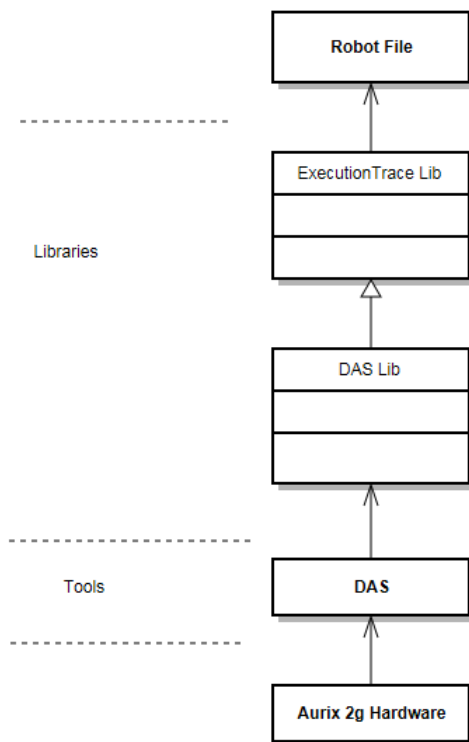 Robot File
ExecutionTrace Lib
Libraries
DAS Lib
Tools
DAS
Aurix 2g Hardware